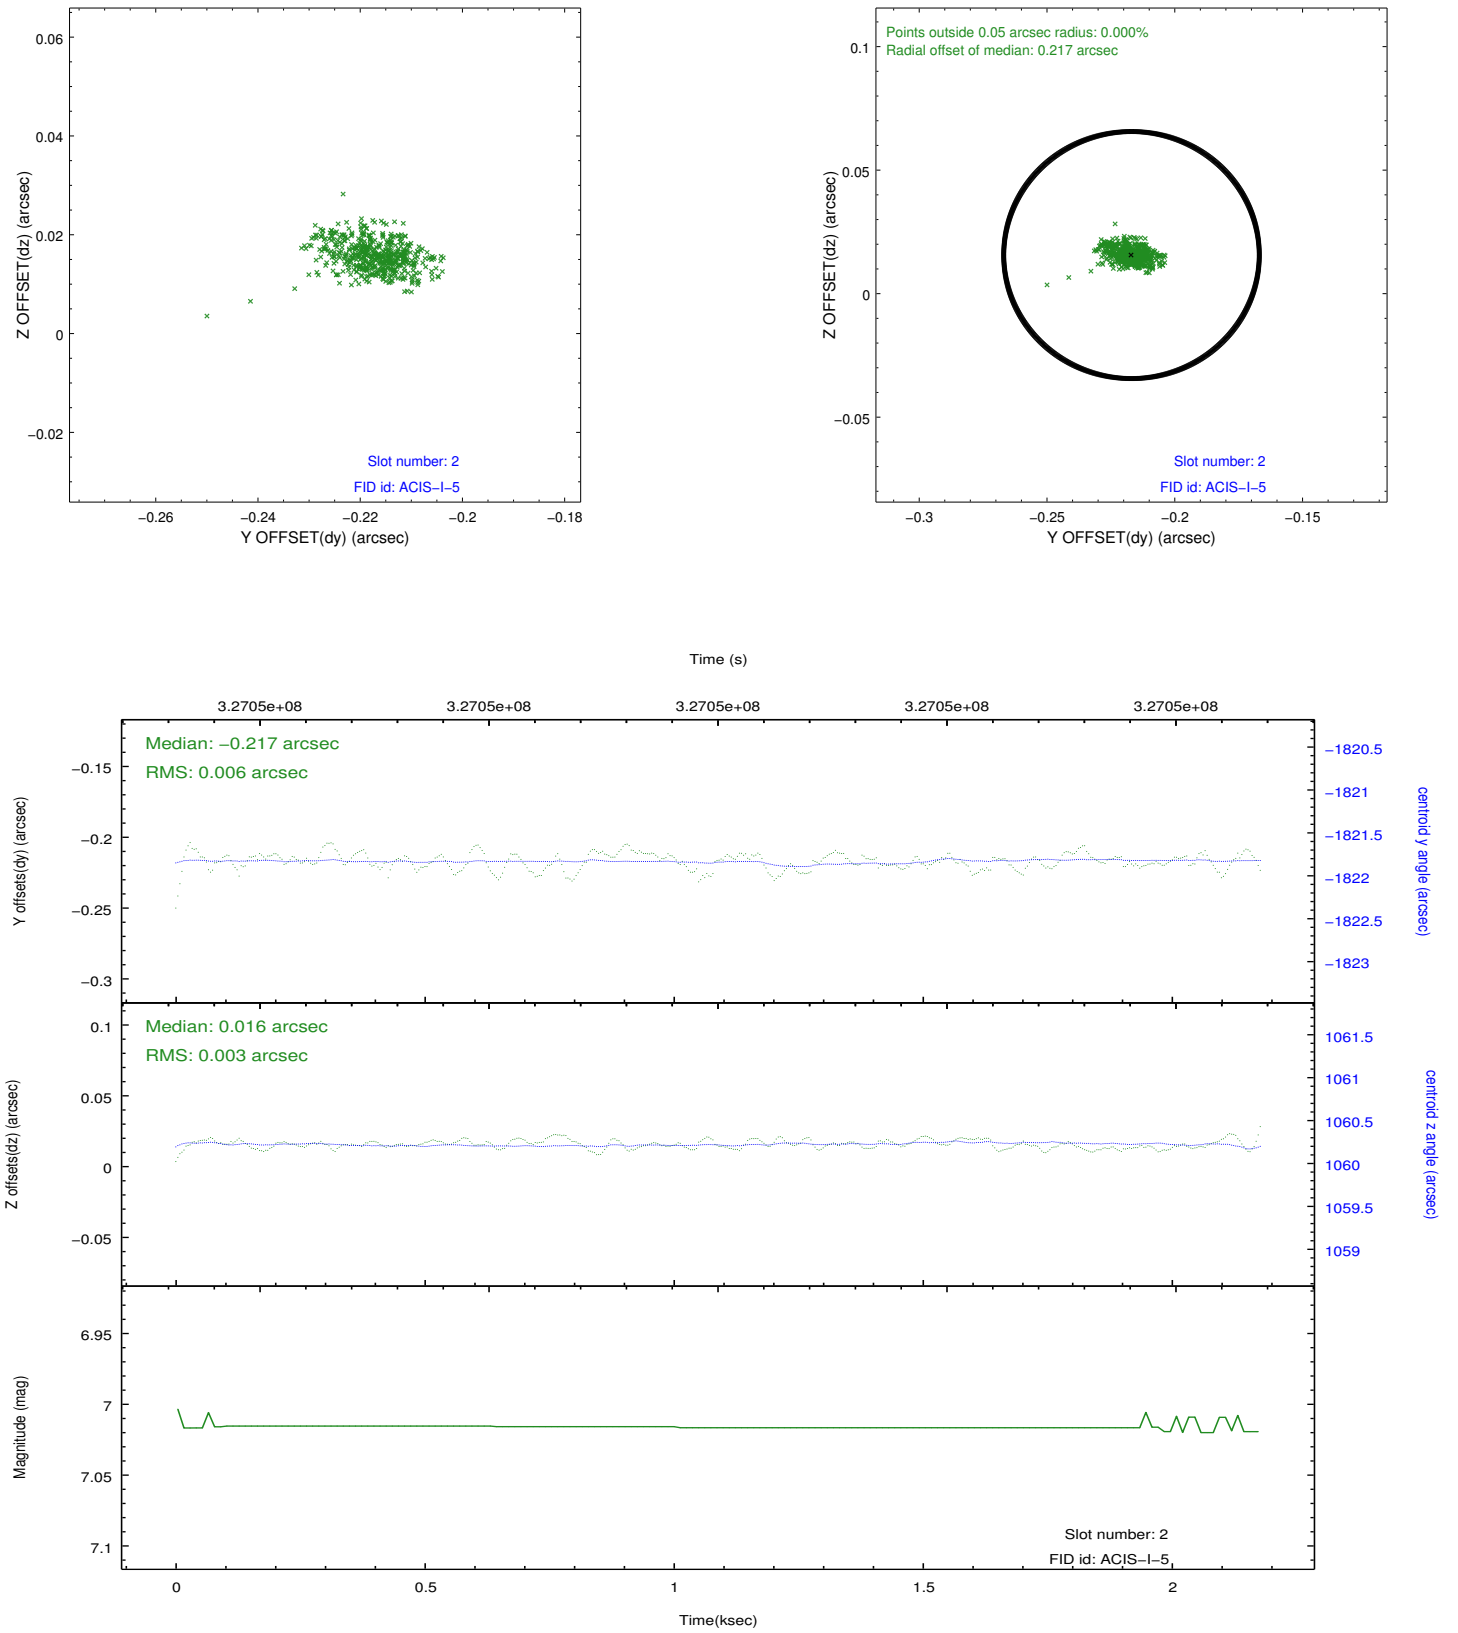 0.06
0.04
0.02
0
−0.02
Z OFFSET(dz) (arcsec)
Slot number: 2
FID id: ACIS−I−5
−0.26
−0.24
−0.22
−0.2
−0.18
Y OFFSET(dy) (arcsec)
Points outside 0.05 arcsec radius: 0.000%
Radial offset of median: 0.217 arcsec
0.1
0.05
0
−0.05
Z OFFSET(dz) (arcsec)
Slot number: 2
FID id: ACIS−I−5
−0.3
−0.25
−0.2
−0.15
Y OFFSET(dy) (arcsec)
Time (s)
3.2705e+08
3.2705e+08
3.2705e+08
3.2705e+08
3.2705e+08
Median: −0.217 arcsec
RMS: 0.006 arcsec
−0.15
−0.2
−0.25
−0.3
Y offsets(dy) (arcsec)
−1820.5
−1821
−1821.5
−1822
−1822.5
−1823
centroid y angle (arcsec)
Median: 0.016 arcsec
RMS: 0.003 arcsec
0.1
0.05
0
−0.05
Z offsets(dz) (arcsec)
1061.5
1061
1060.5
1060
1059.5
1059
centroid z angle (arcsec)
6.95
7
7.05
7.1
Magnitude (mag)
Slot number: 2
FID id: ACIS−I−5
0
0.5
1
1.5
2
Time(ksec)